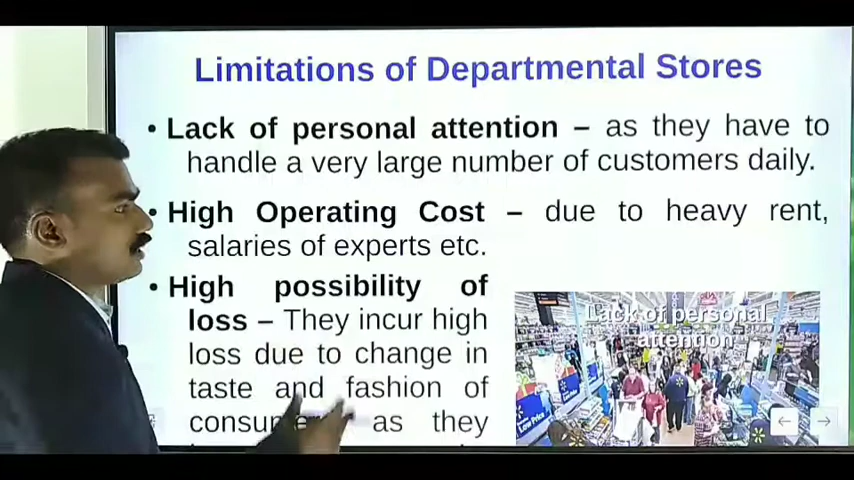 Limitations of Departmental Stores
• Lack of personal attention – as they have to
handle a very large number of customers daily.
• High Operating Cost – due to heavy rent,
salaries of experts etc.
• High possibility of
loss – They incur high
loss due to change in
taste and fashion of
as they
Lack of personal
attention
Low Price